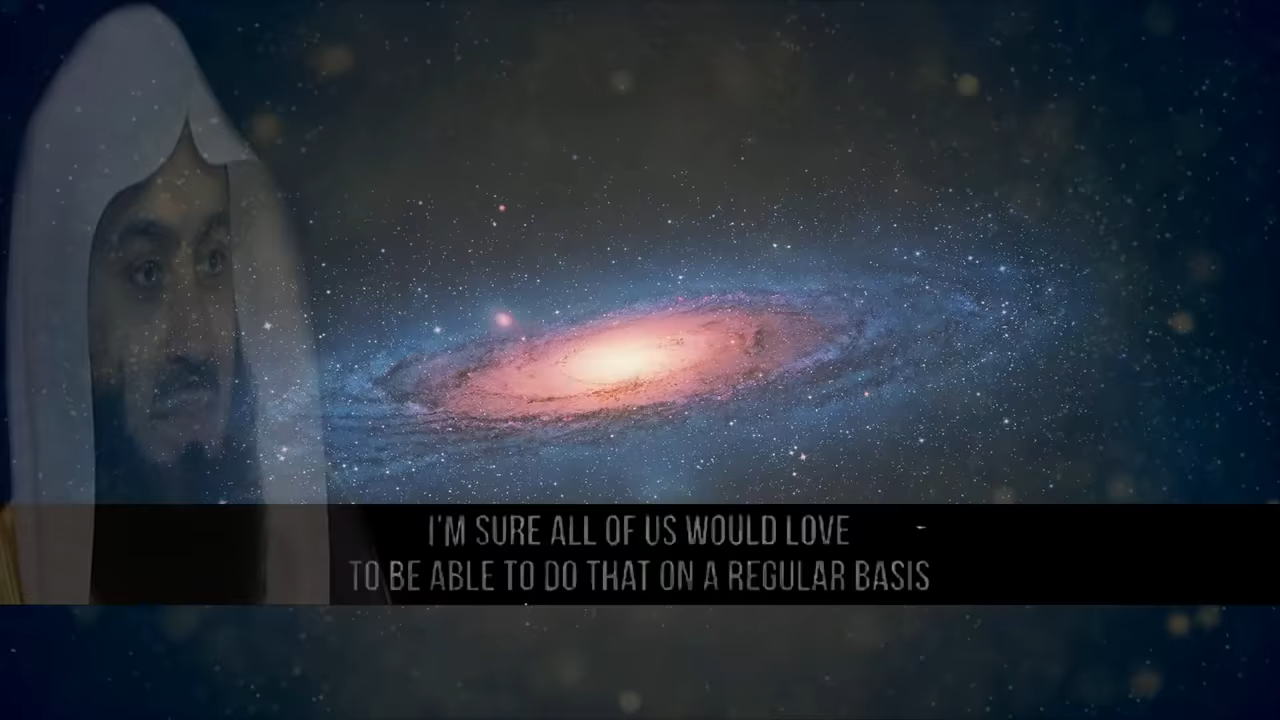 I'M SURE ALL OF US WOULD LOVE
TO BE ABLE TO DO THAT ON A REGULAR BASIS